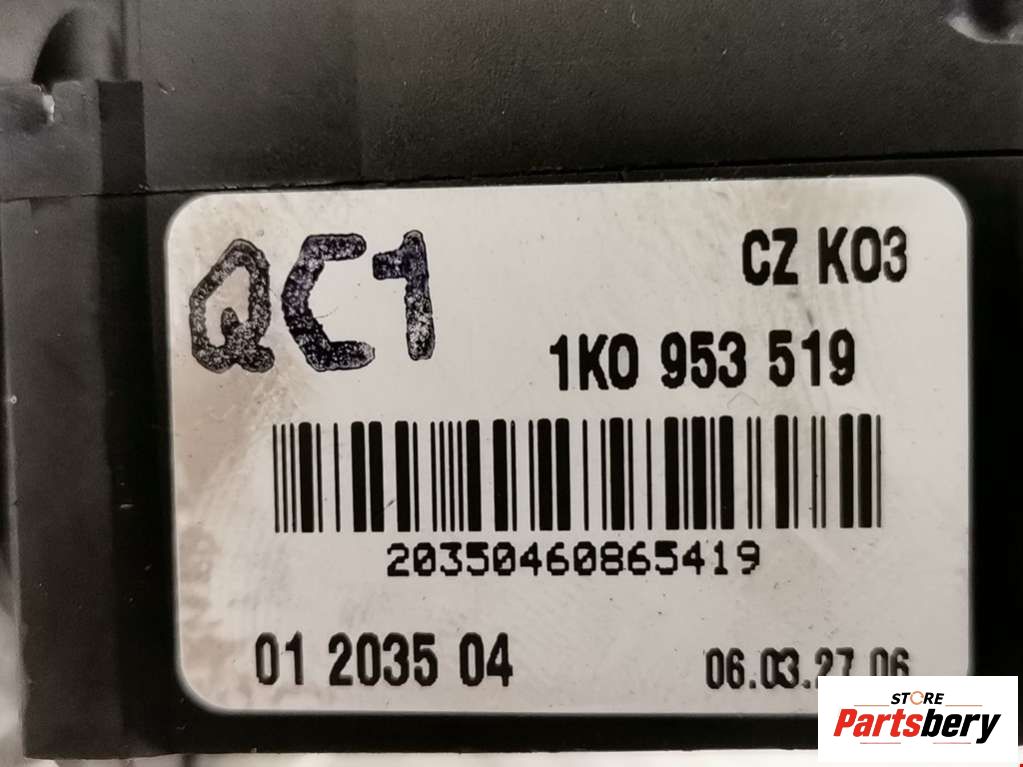 QC1
CZ K03
1K0 953 519
20350460865419
01 2035 04
06.03.27 06
STORE
Partsbery